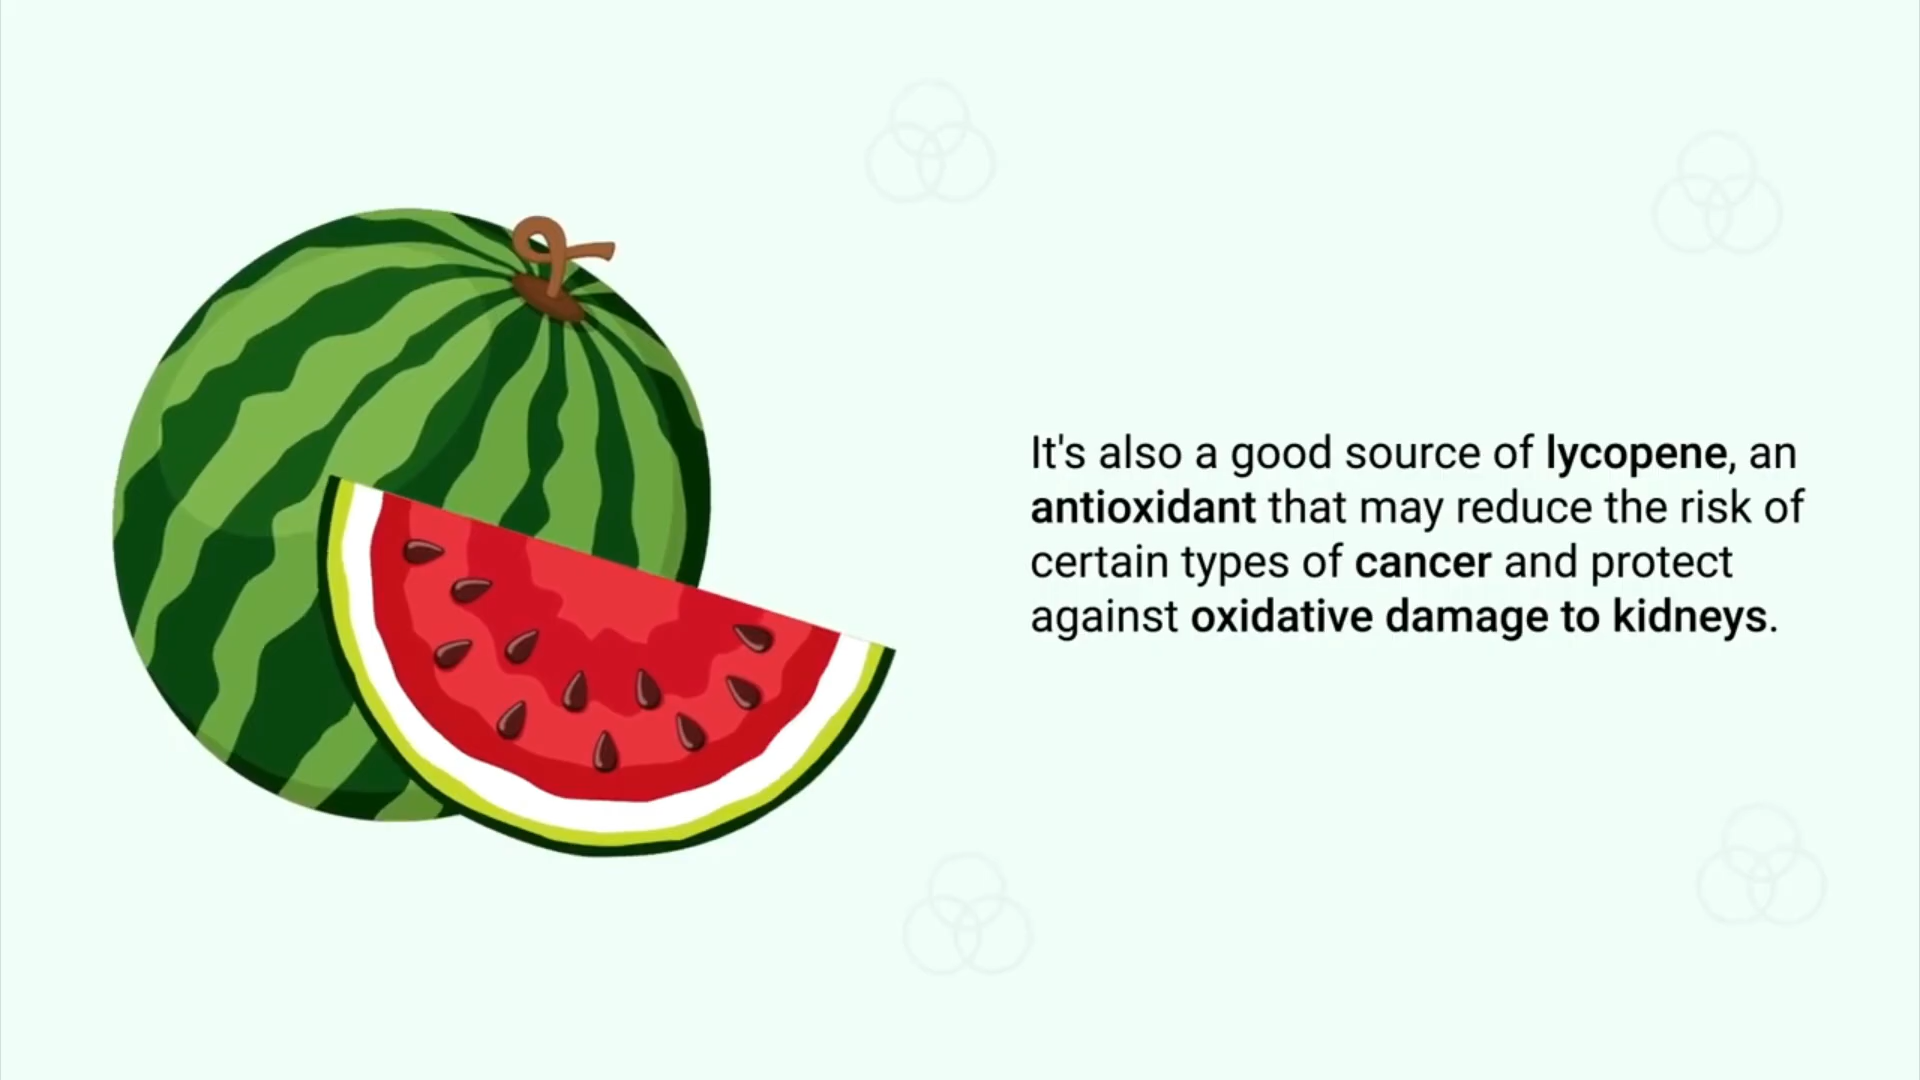 It's also a good source of lycopene, an
antioxidant that may reduce the risk of
certain types of cancer and protect
against oxidative damage to kidneys.